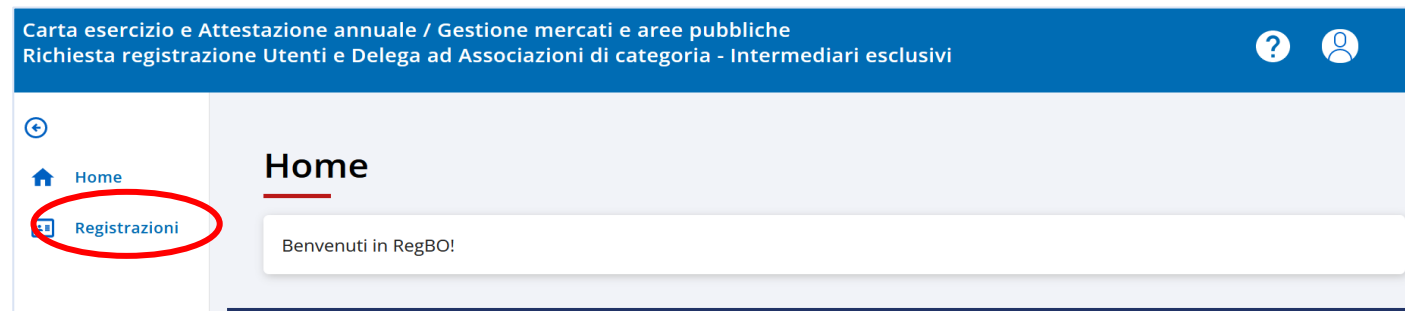 Carta esercizio e Attestazione annuale / Gestione mercati e aree pubbliche
Richiesta registrazione Utenti e Delega ad Associazioni di categoria - Intermediari esclusivi
?
Home
Registrazioni
Home
Benvenuti in RegBO!